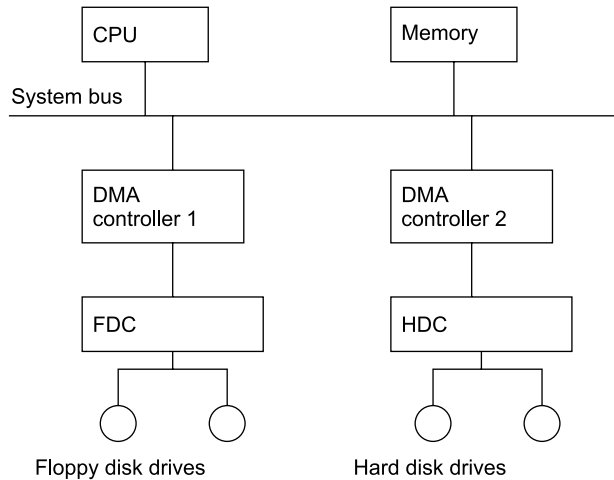 CPU
Memory
System bus
DMA
controller 1
DMA
controller 2
FDC
HDC
Floppy disk drives
Hard disk drives